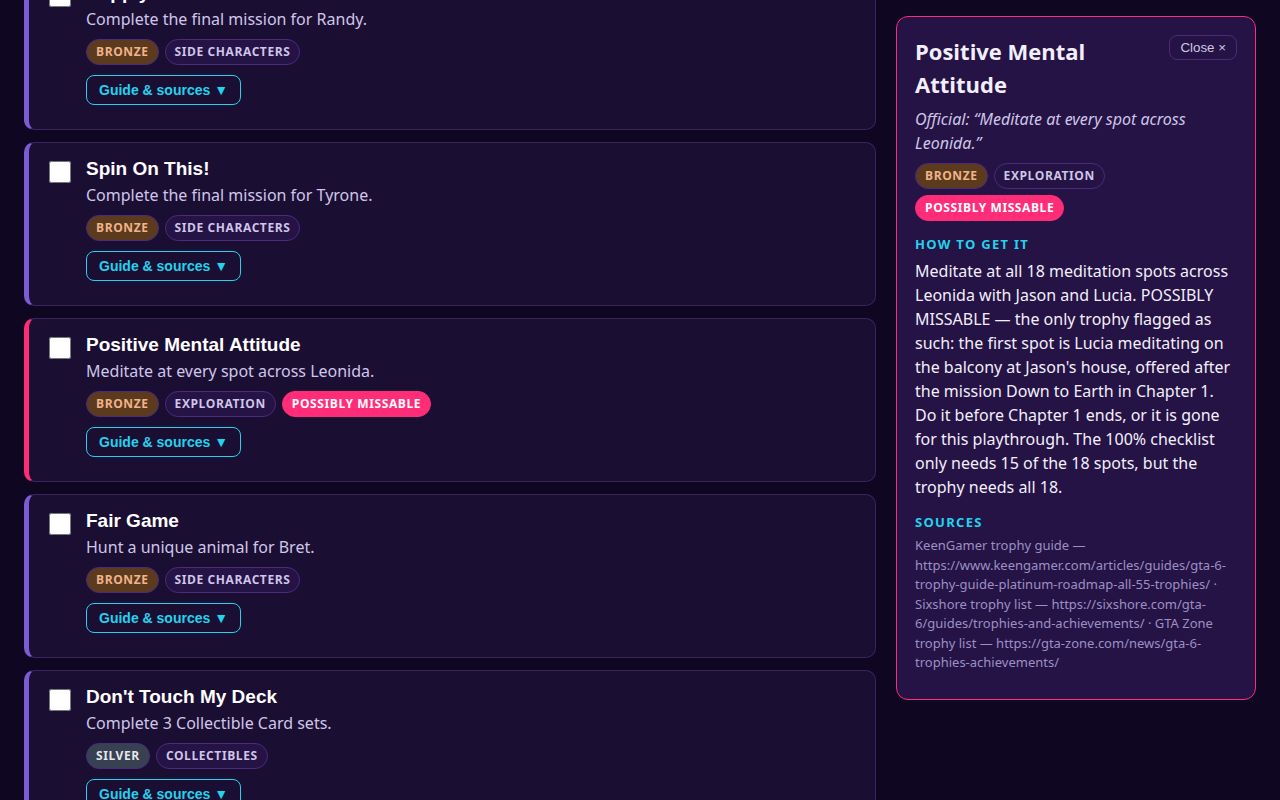 Complete the final mission for Randy.
BRONZE SIDE CHARACTERS
Guide & sources ▼
Spin On This!
Complete the final mission for Tyrone.
BRONZE SIDE CHARACTERS
Guide & sources ▼
Positive Mental Attitude
Meditate at every spot across Leonida.
BRONZE EXPLORATION POSSIBLY MISSABLE
Guide & sources ▼
Fair Game
Hunt a unique animal for Bret.
BRONZE SIDE CHARACTERS
Guide & sources ▼
Don't Touch My Deck
Complete 3 Collectible Card sets.
SILVER COLLECTIBLES
Guide & sources ▼
Positive Mental
Attitude
Close ×
Official: “Meditate at every spot across
Leonida.”
BRONZE EXPLORATION
POSSIBLY MISSABLE
HOW TO GET IT
Meditate at all 18 meditation spots across
Leonida with Jason and Lucia. POSSIBLY
MISSABLE — the only trophy flagged as
such: the first spot is Lucia meditating on
the balcony at Jason's house, offered after
the mission Down to Earth in Chapter 1.
Do it before Chapter 1 ends, or it is gone
for this playthrough. The 100% checklist
only needs 15 of the 18 spots, but the
trophy needs all 18.
SOURCES
KeenGamer trophy guide —
https://www.keengamer.com/articles/guides/gta-6-
trophy-guide-platinum-roadmap-all-55-trophies/ ·
Sixshore trophy list — https://sixshore.com/gta-
6/guides/trophies-and-achievements/ · GTA Zone
trophy list — https://gta-zone.com/news/gta-6-
trophies-achievements/